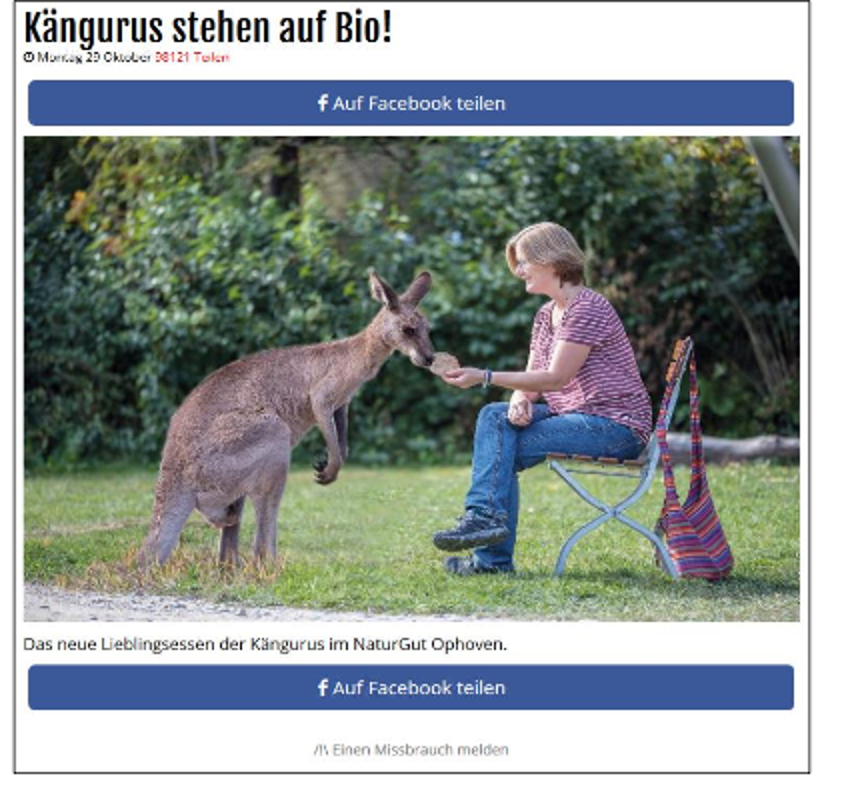 Kängurus stehen auf Bio!
Montag 29 Oktober 98121 Teilen
Auf Facebook teilen
Das neue Lieblingsessen der Kängurus im NaturGut Ophoven.
Auf Facebook teilen
/!\ Einen Missbrauch melden